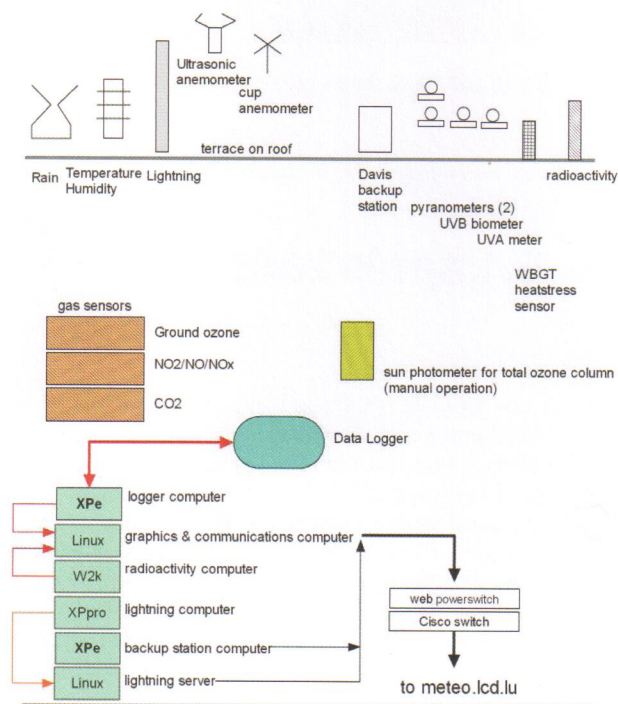 Ultrasonic
anemometer
cup
anemometer
terrace on roof
Rain
Temperature
Humidity
Lightning
Davis
backup
station
pyranometers (2)
UVB biometer
UVA meter
radioactivity
WBGT
heatstress
sensor
gas sensors
Ground ozone
NO2/NO/NOx
CO2
sun photometer for total ozone column
(manual operation)
Data Logger
XPe logger computer
Linux graphics & communications computer
W2k radioactivity computer
XPpro lightning computer
XPe backup station computer
Linux lightning server
web powerswitch
Cisco switch
to meteo.lcd.lu